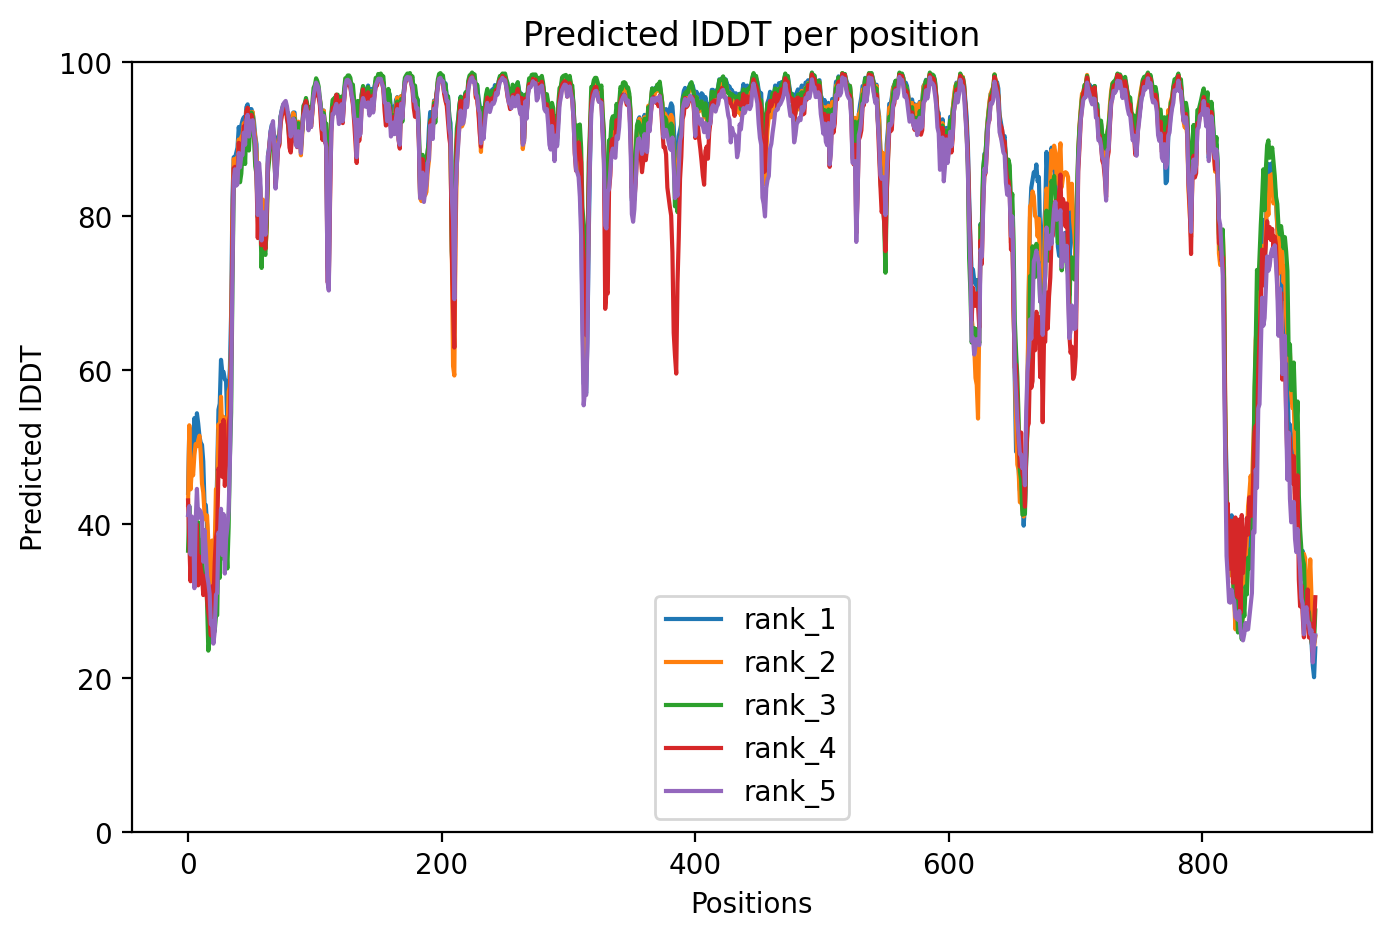 Predicted lDDT per position
100
80
60
40
20
0
Predicted lDDT
0 200 400 600 800
Positions
rank_1
rank_2
rank_3
rank_4
rank_5